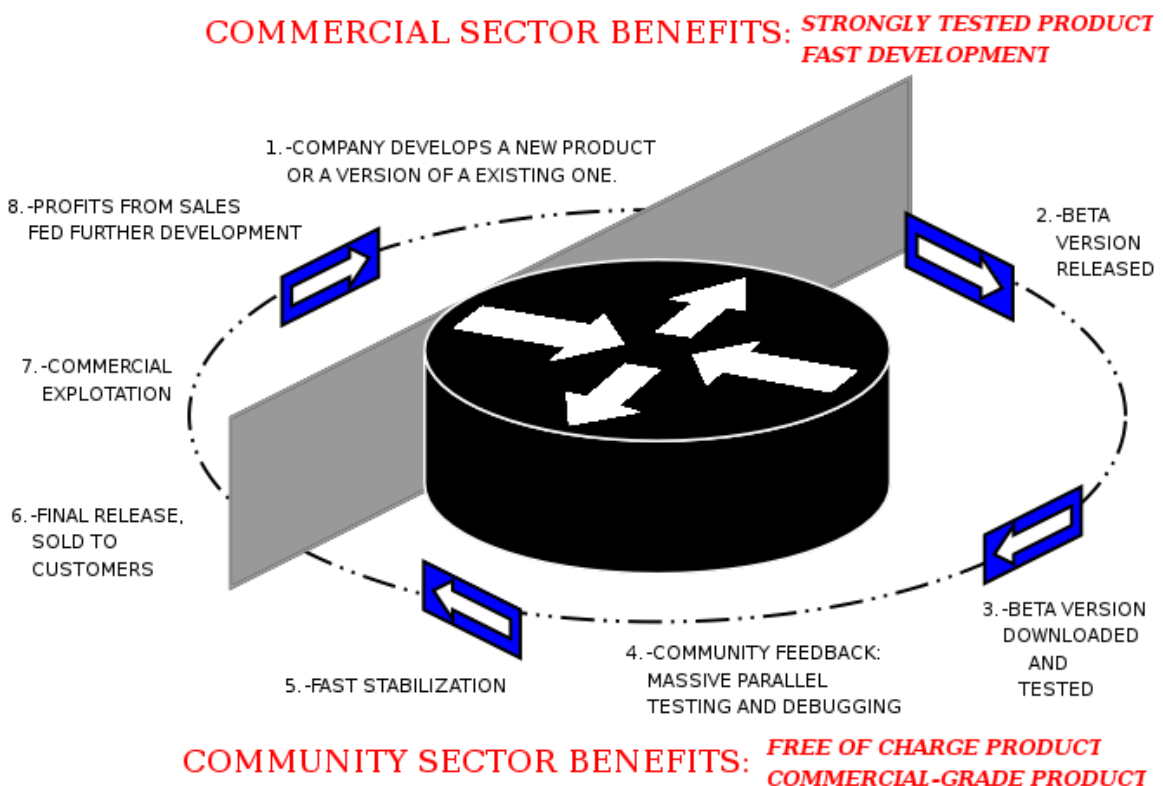 COMMERCIAL SECTOR BENEFITS: STRONGLY TESTED PRODUCT
FAST DEVELOPMENT
1.-COMPANY DEVELOPS A NEW PRODUCT
OR A VERSION OF A EXISTING ONE.
8.-PROFITS FROM SALES
FED FURTHER DEVELOPMENT
2.-BETA
VERSION
RELEASED
7.-COMMERCIAL
EXPLOTATION
6.-FINAL RELEASE,
SOLD TO
CUSTOMERS
3.-BETA VERSION
DOWNLOADED
AND
TESTED
4.-COMMUNITY FEEDBACK:
MASSIVE PARALLEL
TESTING AND DEBUGGING
5.-FAST STABILIZATION
COMMUNITY SECTOR BENEFITS: FREE OF CHARGE PRODUCT
COMMERCIAL-GRADE PRODUCT